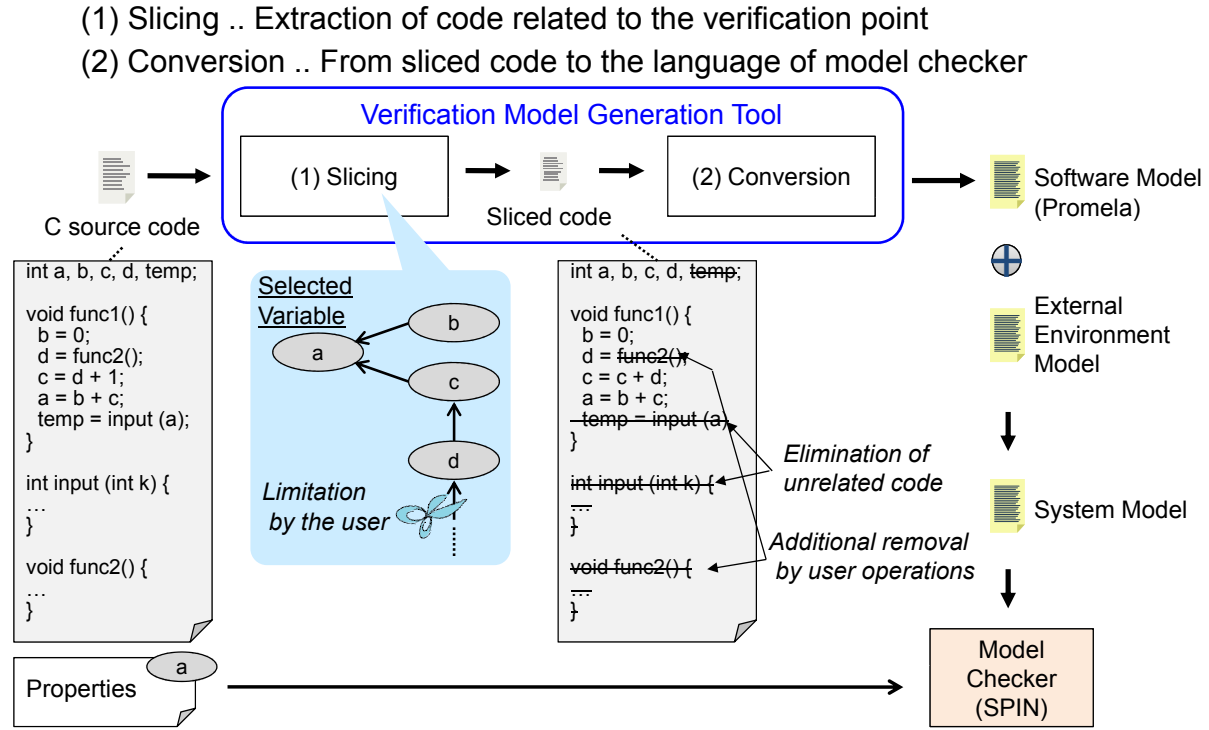 (1) Slicing .. Extraction of code related to the verification point
(2) Conversion .. From sliced code to the language of model checker
Verification Model Generation Tool
(1) Slicing
(2) Conversion
C source code
Sliced code
Software Model
(Promela)
External
Environment
Model
System Model
Model
Checker
(SPIN)
int a, b, c, d, temp;
void func1() {
b = 0;
d = func2();
c = d + 1;
a = b + c;
temp = input (a);
}
int input (int k) {
…
}
void func2() {
…
}
Selected
Variable
a
b
c
d
Limitation
by the user
int a, b, c, d, temp;
void func1() {
b = 0;
d = func2();
c = c + d;
a = b + c;
temp = input (a)
}
int input (int k) {
…
}
void func2() {
…
}
Elimination of
unrelated code
Additional removal
by user operations
Properties
a